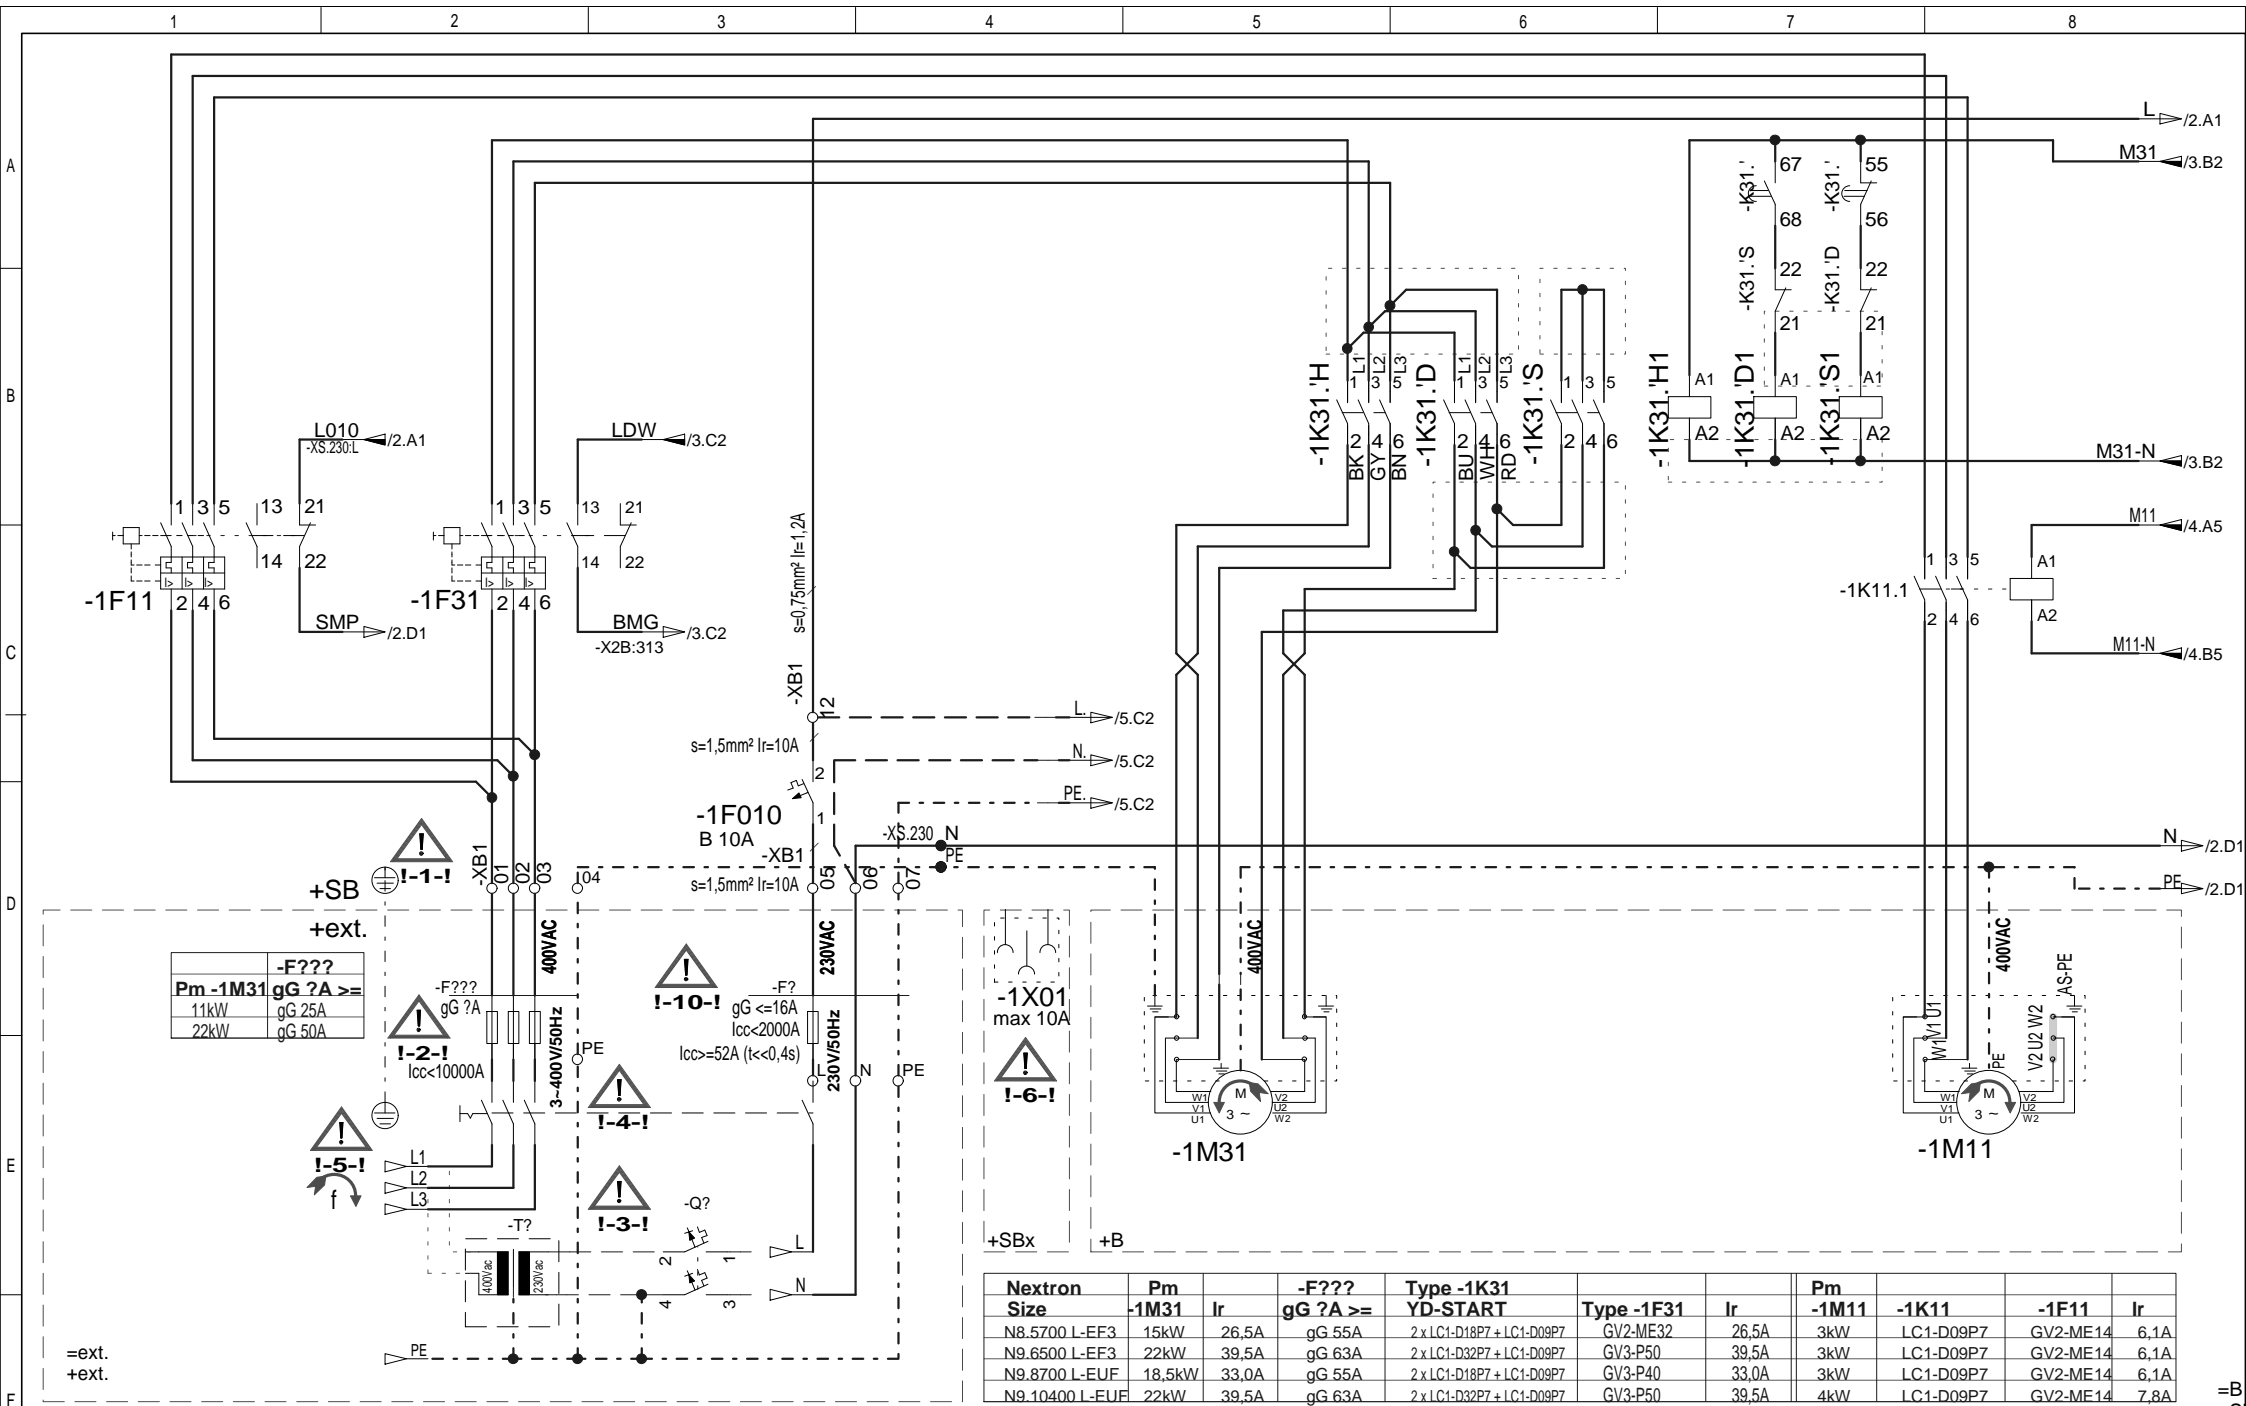 1 2 3 4 5 6 7 8
A
B
C
D
E
F
L /2.A1
M31 /3.B2
67 55
-K31.' -K31.'
68 56
-K31.'S -K31.'D
22 22
21 21
-1K31.'H L1 L2 L3
1 3 5
2 4 6
BK GY BN
-1K31.'D L1 L2 L3
1 3 5
2 4 6
BU WH RD
-1K31.'S
1 3 5
2 4 6
-1K31.'H1 A1 A2
-1K31.'D1 A1 A2
-1K31.'S1 A1 A2
M31-N /3.B2
L010 /2.A1
-XS.230:L
LDW /3.C2
1 3 5 13 21
14 22
I> I> I>
-1F11 2 4 6
SMP /2.D1
1 3 5 13 21
14 22
I> I> I>
-1F31 2 4 6
BMG /3.C2
-X2B:313
s=0,75mm² Ir=1,2A
-XB1
12
M11 /4.A5
1 3 5
A1
-1K11.1
2 4 6
A2
M11-N /4.B5
L. /5.C2
s=1,5mm² Ir=10A
N. /5.C2
2
PE. /5.C2
-1F010
B 10A
1
-XB1
-XS.230 N
PE
N /2.D1
PE /2.D1
!
!-1-!
-XB1
01 02 03 04
s=1,5mm² Ir=10A
05 06 07
+SB
+ext.
-F???
Pm -1M31 gG ?A >=
11kW gG 25A
22kW gG 50A
400VAC
230VAC
400VAC
400VAC
-F???
gG ?A
!
!-2-!
Icc<10000A
3~400V/50Hz
PE
!
!-10-!
-F?
gG <=16A
Icc<2000A
Icc>=52A (t<<0,4s)
230V/50Hz
L N PE
-1X01
max 10A
!
!-6-!
!
!-4-!
!
!-5-!
f
L1
L2
L3
!
!-3-!
-Q?
-T?
400Vac 230Vac
2 1
4 3
L
N
PE
=ext.
+ext.
+SBx
+B
W1 V1 U1
M
3 ~
V2 U2 W2
-1M31
AS-PE
W1 V1 U1
PE
V2 U2 W2
W1 V1 U1
M
3 ~
V2 U2 W2
-1M11
Nextron Pm -F??? Type -1K31 Pm
Size -1M31 Ir gG ?A >= YD-START Type -1F31 Ir -1M11 -1K11 -1F11 Ir
N8.5700 L-EF3 15kW 26,5A gG 55A 2 x LC1-D18P7 + LC1-D09P7 GV2-ME32 26,5A 3kW LC1-D09P7 GV2-ME14 6,1A
N9.6500 L-EF3 22kW 39,5A gG 63A 2 x LC1-D32P7 + LC1-D09P7 GV3-P50 39,5A 3kW LC1-D09P7 GV2-ME14 6,1A
N9.8700 L-EUF 18,5kW 33,0A gG 55A 2 x LC1-D18P7 + LC1-D09P7 GV3-P40 33,0A 3kW LC1-D09P7 GV2-ME14 6,1A
N9.10400 L-EUF 22kW 39,5A gG 63A 2 x LC1-D32P7 + LC1-D09P7 GV3-P50 39,5A 4kW LC1-D09P7 GV2-ME14 7,8A
=B